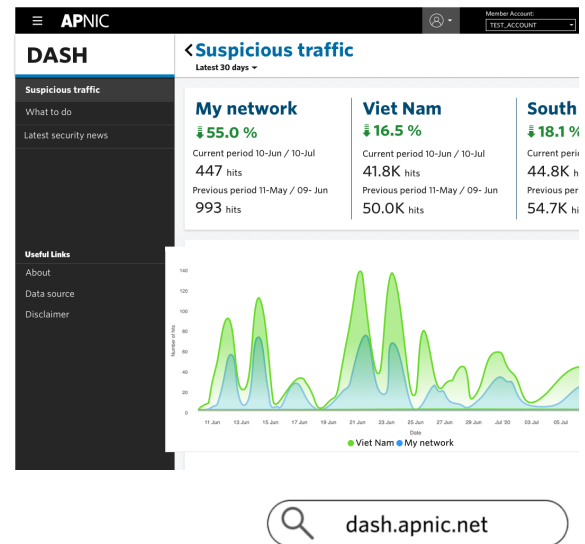 APNIC
Member Account:
TEST_ACCOUNT
DASH
Suspicious traffic
Latest 30 days
Suspicious traffic
What to do
Latest security news
Useful Links
About
Data source
Disclaimer
My network
55.0 %
Current period 10-Jun / 10-Jul
447 hits
Previous period 11-May / 09- Jun
993 hits
Viet Nam
16.5 %
Current period 10-Jun / 10-Jul
41.8K hits
Previous period 11-May / 09- Jun
50.0K hits
South
18.1 %
Current perio
44.8K h
Previous per
54.7K hi
Number of hits
140
120
100
80
60
40
20
0
11 Jun 13 Jun 15 Jun 17 Jun 19 Jun 21 Jun 23 Jun 25 Jun 27 Jun 29 Jun Jul '20 03 Jul 05 Jul
Date
Viet Nam My network
dash.apnic.net